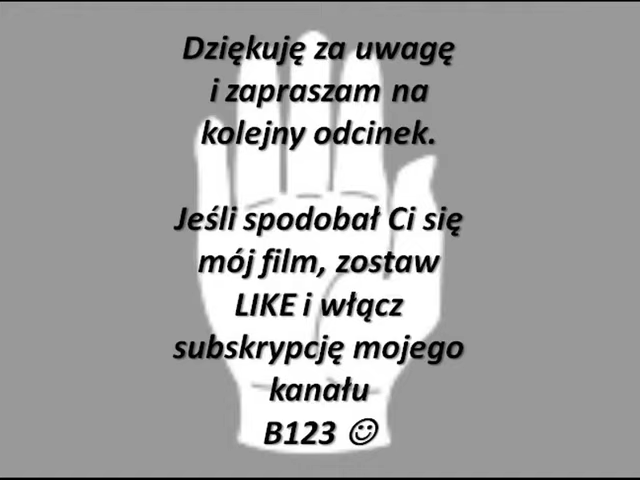 Dziękuję za uwagę
i zapraszam na
kolejny odcinek.
Jeśli spodobał Ci się
mój film, zostaw
LIKE i włącz
subskrypcję mojego
kanału
B123 ☺